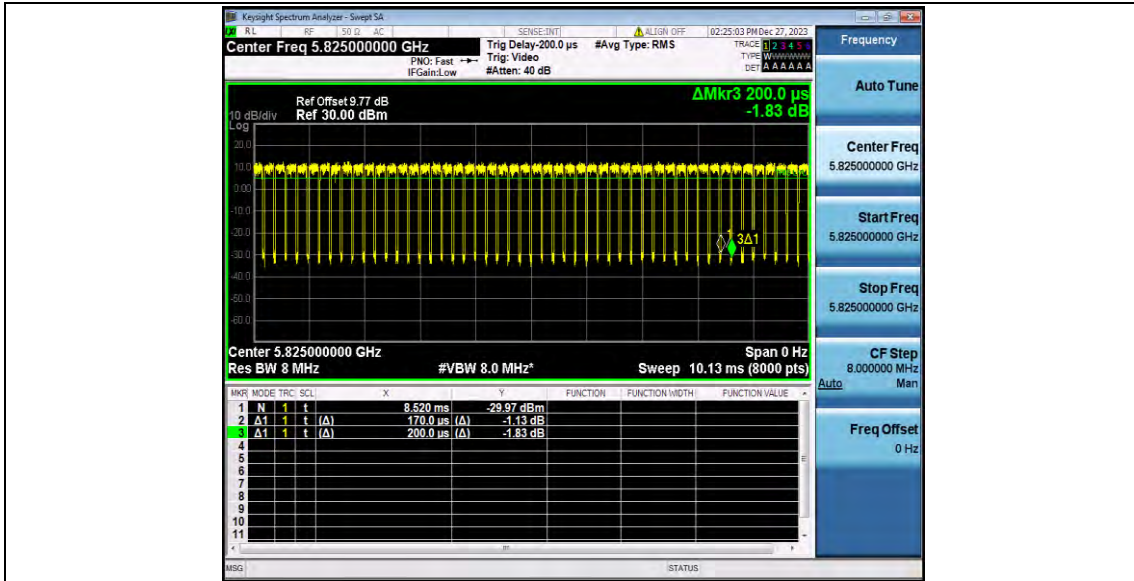 Keysight Spectrum Analyzer - Swept SA
RL RF 50 Ω AC SENSE:INT ALIGN OFF 02:25:03 PM Dec 27, 2023
Center Freq 5.825000000 GHz
PNO: Fast
IFGain:Low
Trig Delay-200.0 µs
Trig: Video
#Atten: 40 dB
#Avg Type: RMS
TRACE 1 2 3 4 5 6
TYPE
DET A A A A A A
ΔMkr3 200.0 µs
-1.83 dB
Ref Offset 9.77 dB
10 dB/div Ref 30.00 dBm
Log
20.0
10.0
0.00
-10.0
-20.0
-30.0
-40.0
-50.0
-60.0
1 3Δ1
Center 5.825000000 GHz Span 0 Hz
Res BW 8 MHz #VBW 8.0 MHz* Sweep 10.13 ms (8000 pts)
MKR MODE TRC SCL X Y FUNCTION FUNCTION WIDTH FUNCTION VALUE
1 N 1 t 8.520 ms -29.97 dBm
2 Δ1 1 t (Δ) 170.0 µs (Δ) -1.13 dB
3 Δ1 1 t (Δ) 200.0 µs (Δ) -1.83 dB
4
5
6
7
8
9
10
11
MSG STATUS
Frequency
Auto Tune
Center Freq
5.825000000 GHz
Start Freq
5.825000000 GHz
Stop Freq
5.825000000 GHz
CF Step
8.000000 MHz
Auto Man
Freq Offset
0 Hz